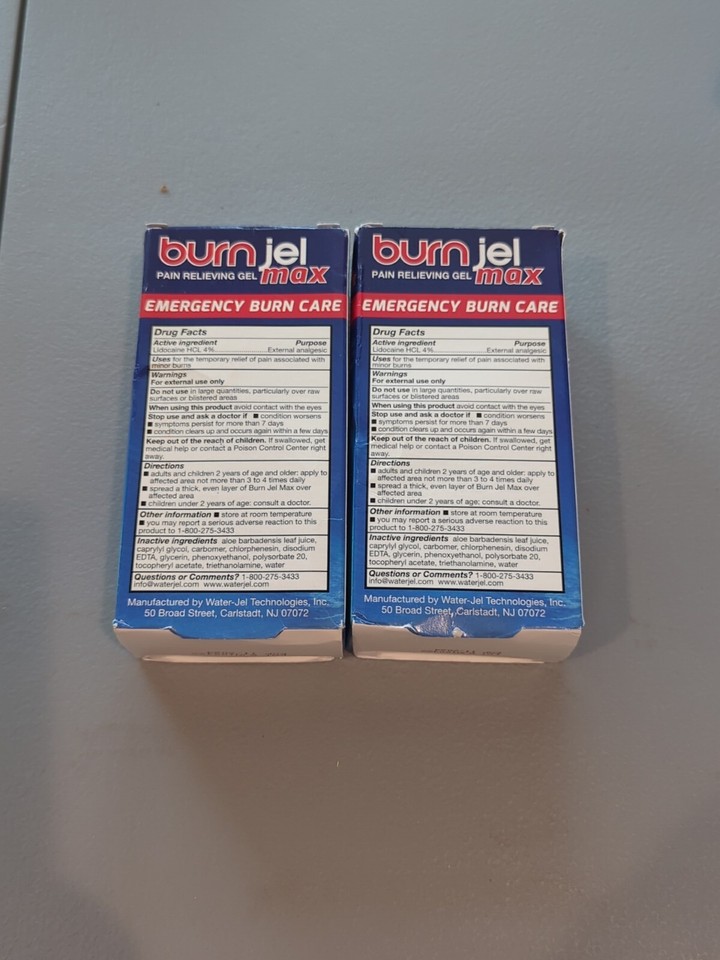 burn jel
PAIN RELIEVING GEL max
EMERGENCY BURN CARE
Drug Facts
Active ingredient Purpose
Lidocaine HCL 4%..............................External analgesic
Uses for the temporary relief of pain associated with
minor burns
Warnings
For external use only
Do not use in large quantities, particularly over raw
surfaces or blistered areas
When using this product avoid contact with the eyes
Stop use and ask a doctor if ■ condition worsens
■ symptoms persist for more than 7 days
■ condition clears up and occurs again within a few days
Keep out of the reach of children. If swallowed, get
medical help or contact a Poison Control Center right
away.
Directions
■ adults and children 2 years of age and older: apply to
affected area not more than 3 to 4 times daily
■ spread a thick, even layer of Burn Jel Max over
affected area
■ children under 2 years of age: consult a doctor.
Other information ■ store at room temperature
■ you may report a serious adverse reaction to this
product to 1-800-275-3433
Inactive ingredients aloe barbadensis leaf juice,
caprylyl glycol, carbomer, chlorphenesin, disodium
EDTA, glycerin, phenoxyethanol, polysorbate 20,
tocopheryl acetate, triethanolamine, water
Questions or Comments? 1-800-275-3433
info@waterjel.com www.waterjel.com
Manufactured by Water-Jel Technologies, Inc.
50 Broad Street, Carlstadt, NJ 07072
burn jel
PAIN RELIEVING GEL max
EMERGENCY BURN CARE
Drug Facts
Active ingredient Purpose
Lidocaine HCL 4%..............................External analgesic
Uses for the temporary relief of pain associated with
minor burns
Warnings
For external use only
Do not use in large quantities, particularly over raw
surfaces or blistered areas
When using this product avoid contact with the eyes
Stop use and ask a doctor if ■ condition worsens
■ symptoms persist for more than 7 days
■ condition clears up and occurs again within a few days
Keep out of the reach of children. If swallowed, get
medical help or contact a Poison Control Center right
away.
Directions
■ adults and children 2 years of age and older: apply to
affected area not more than 3 to 4 times daily
■ spread a thick, even layer of Burn Jel Max over
affected area
■ children under 2 years of age; consult a doctor.
Other information ■ store at room temperature
■ you may report a serious adverse reaction to this
product to 1-800-275-3433
Inactive ingredients aloe barbadensis leaf juice,
caprylyl glycol, carbomer, chlorphenesin, disodium
EDTA, glycerin, phenoxyethanol, polysorbate 20,
tocopheryl acetate, triethanolamine, water
Questions or Comments? 1-800-275-3433
info@waterjel.com www.waterjel.com
Manufactured by Water-Jel Technologies, Inc.
50 Broad Street, Carlstadt, NJ 07072